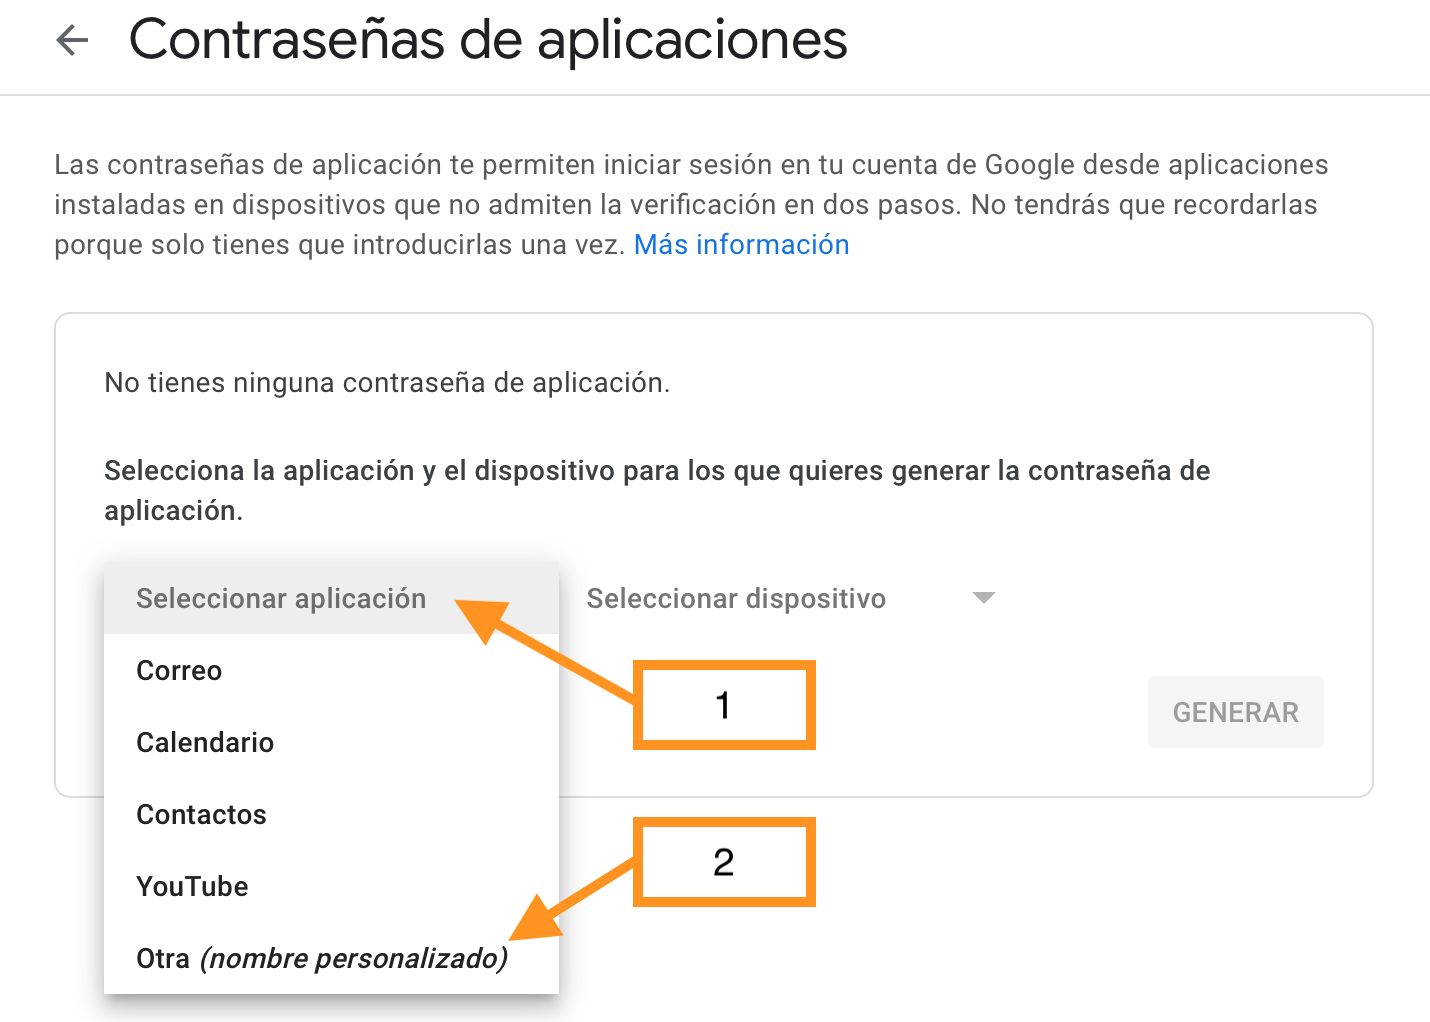 Contraseñas de aplicaciones
Las contraseñas de aplicación te permiten iniciar sesión en tu cuenta de Google desde aplicaciones
instaladas en dispositivos que no admiten la verificación en dos pasos. No tendrás que recordarlas
porque solo tienes que introducirlas una vez. Más información
No tienes ninguna contraseña de aplicación.
Selecciona la aplicación y el dispositivo para los que quieres generar la contraseña de
aplicación.
Seleccionar aplicación
Seleccionar dispositivo
Correo
1
GENERAR
Calendario
Contactos
2
YouTube
Otra (nombre personalizado)